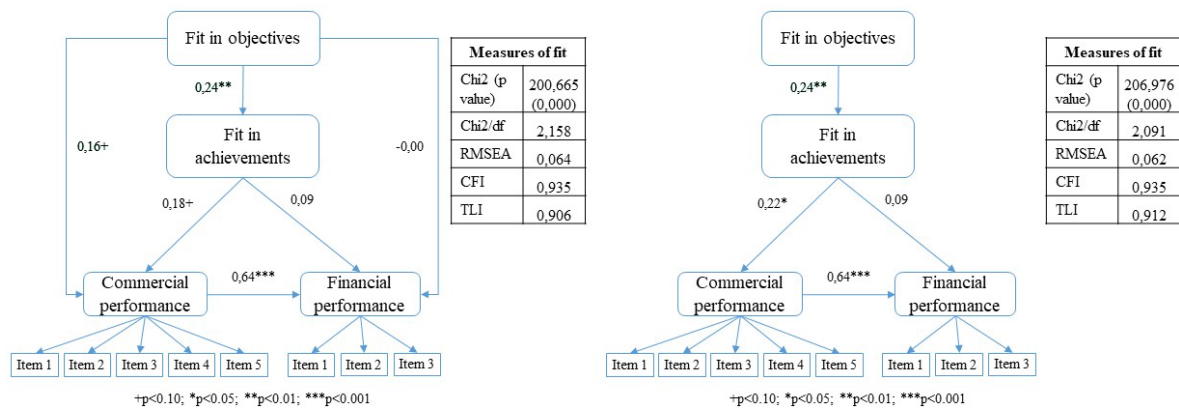 Fit in objectives
0,24**
Fit in
achievements
0,16+
-0,00
0,18+
0,09
Commercial
performance
0,64***
Financial
performance
Item 1
Item 2
Item 3
Item 4
Item 5
Item 1
Item 2
Item 3
+p<0.10; *p<0.05; **p<0.01; ***p<0.001
Measures of fit
Chi2 (p
value)
200,665
(0,000)
Chi2/df
2,158
RMSEA
0,064
CFI
0,935
TLI
0,906
Fit in objectives
0,24**
Fit in
achievements
0,22*
0,09
Commercial
performance
0,64***
Financial
performance
Item 1
Item 2
Item 3
Item 4
Item 5
Item 1
Item 2
Item 3
+p<0.10; *p<0.05; **p<0.01; ***p<0.001
Measures of fit
Chi2 (p
value)
206,976
(0,000)
Chi2/df
2,091
RMSEA
0,062
CFI
0,935
TLI
0,912